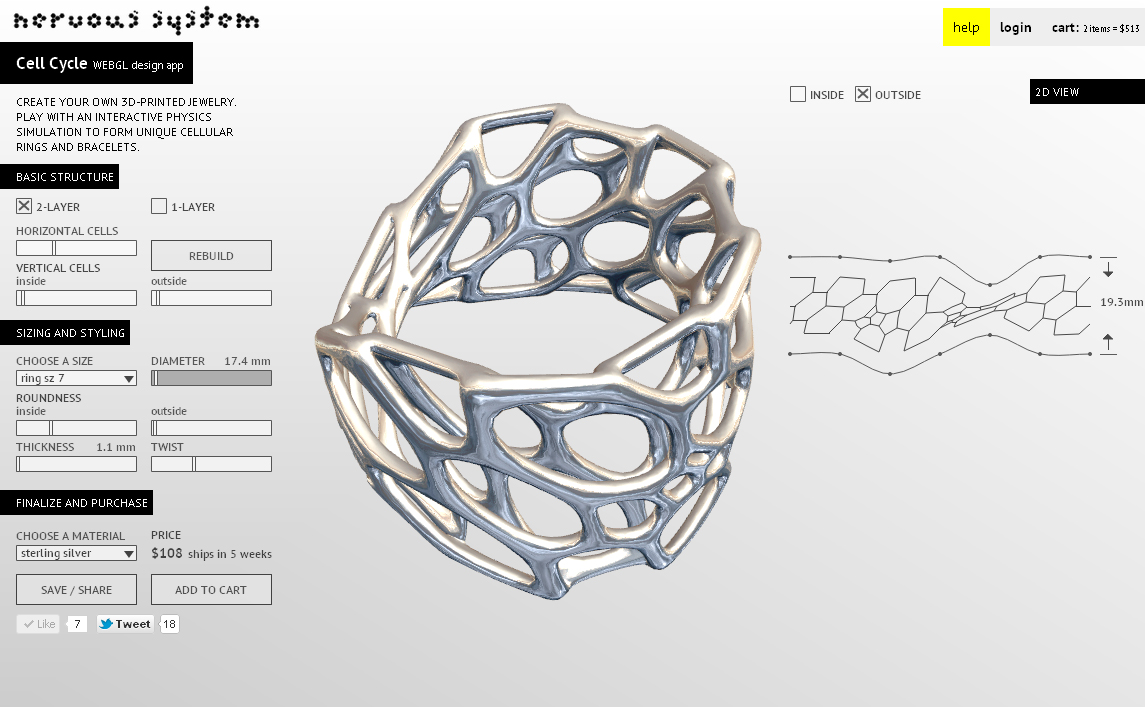 nervous system
help login cart: 2 items = $513
Cell Cycle WEBGL design app
CREATE YOUR OWN 3D-PRINTED JEWELRY.
PLAY WITH AN INTERACTIVE PHYSICS
SIMULATION TO FORM UNIQUE CELLULAR
RINGS AND BRACELETS.
INSIDE OUTSIDE
2D VIEW
BASIC STRUCTURE
2-LAYER 1-LAYER
HORIZONTAL CELLS
REBUILD
VERTICAL CELLS
inside outside
19.3mm
SIZING AND STYLING
CHOOSE A SIZE DIAMETER 17.4 mm
ring sz 7
ROUNDNESS
inside outside
THICKNESS 1.1 mm TWIST
FINALIZE AND PURCHASE
CHOOSE A MATERIAL PRICE
sterling silver $108 ships in 5 weeks
SAVE / SHARE ADD TO CART
Like 7 Tweet 18